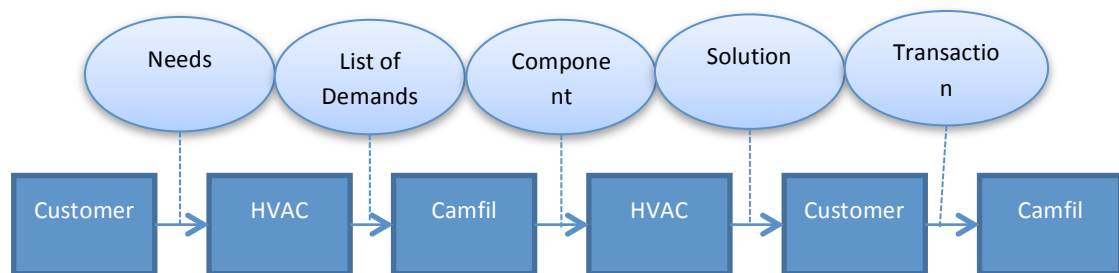 Needs
List of
Demands
Compone
nt
Solution
Transactio
n
Customer
HVAC
Camfil
HVAC
Customer
Camfil